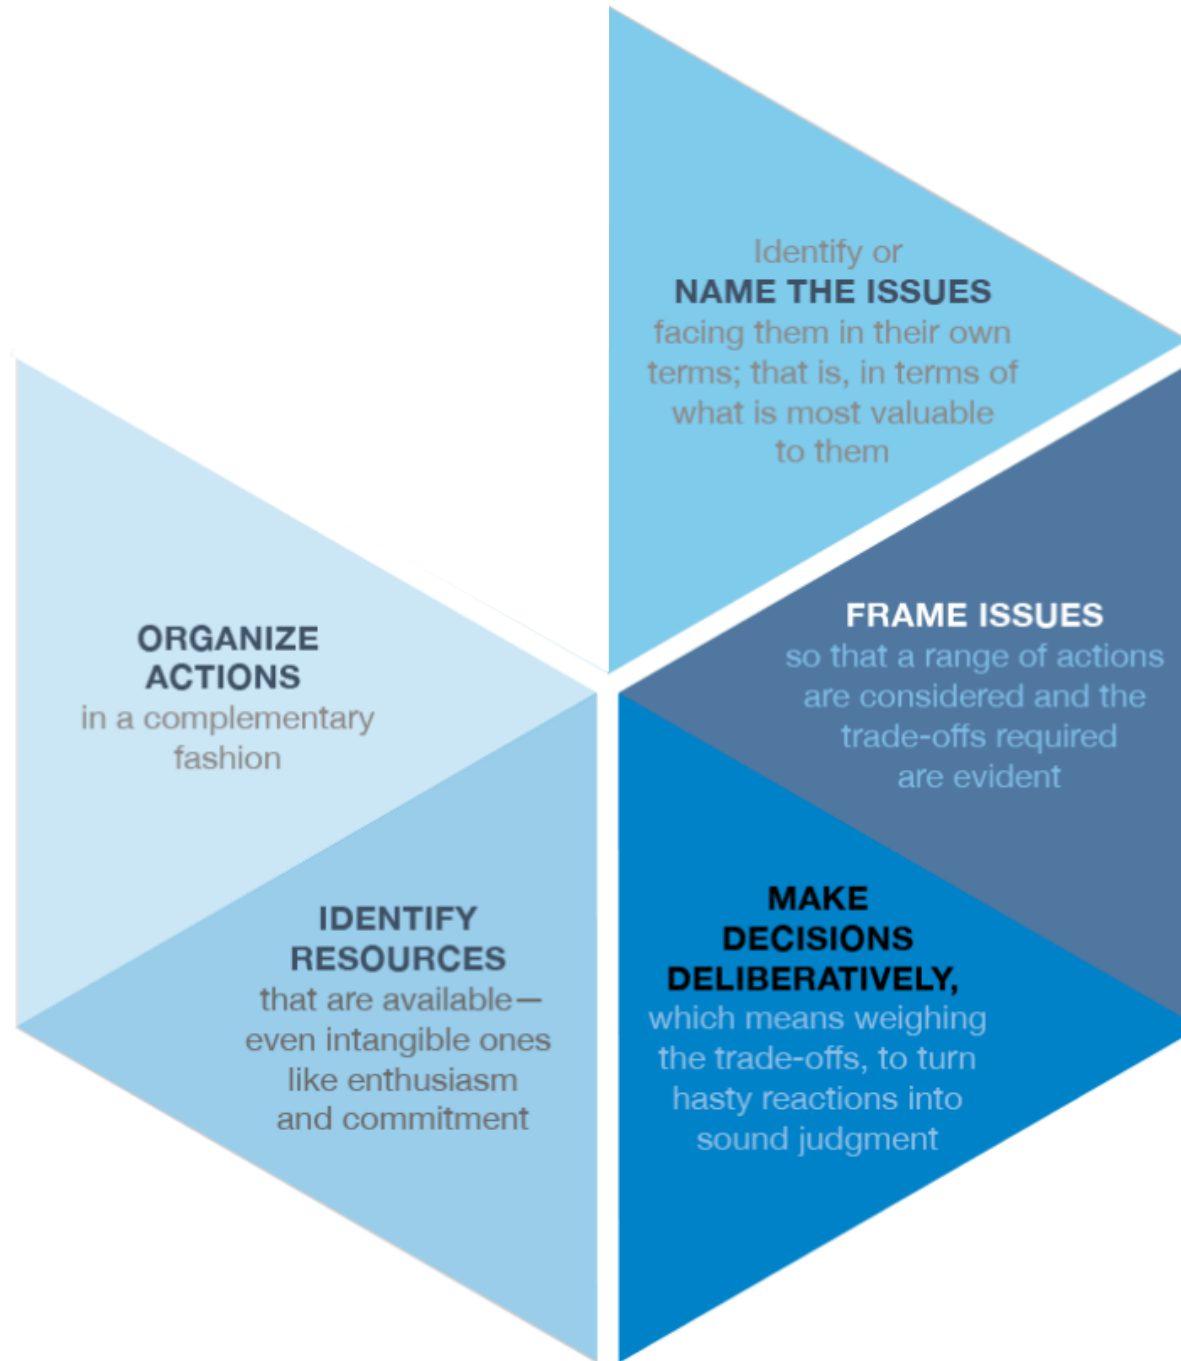 Identify or
NAME THE ISSUES
facing them in their own
terms; that is, in terms of
what is most valuable
to them
FRAME ISSUES
so that a range of actions
are considered and the
trade-offs required
are evident
MAKE
DECISIONS
DELIBERATIVELY,
which means weighing
the trade-offs, to turn
hasty reactions into
sound judgment
IDENTIFY
RESOURCES
that are available—
even intangible ones
like enthusiasm
and commitment
ORGANIZE
ACTIONS
in a complementary
fashion